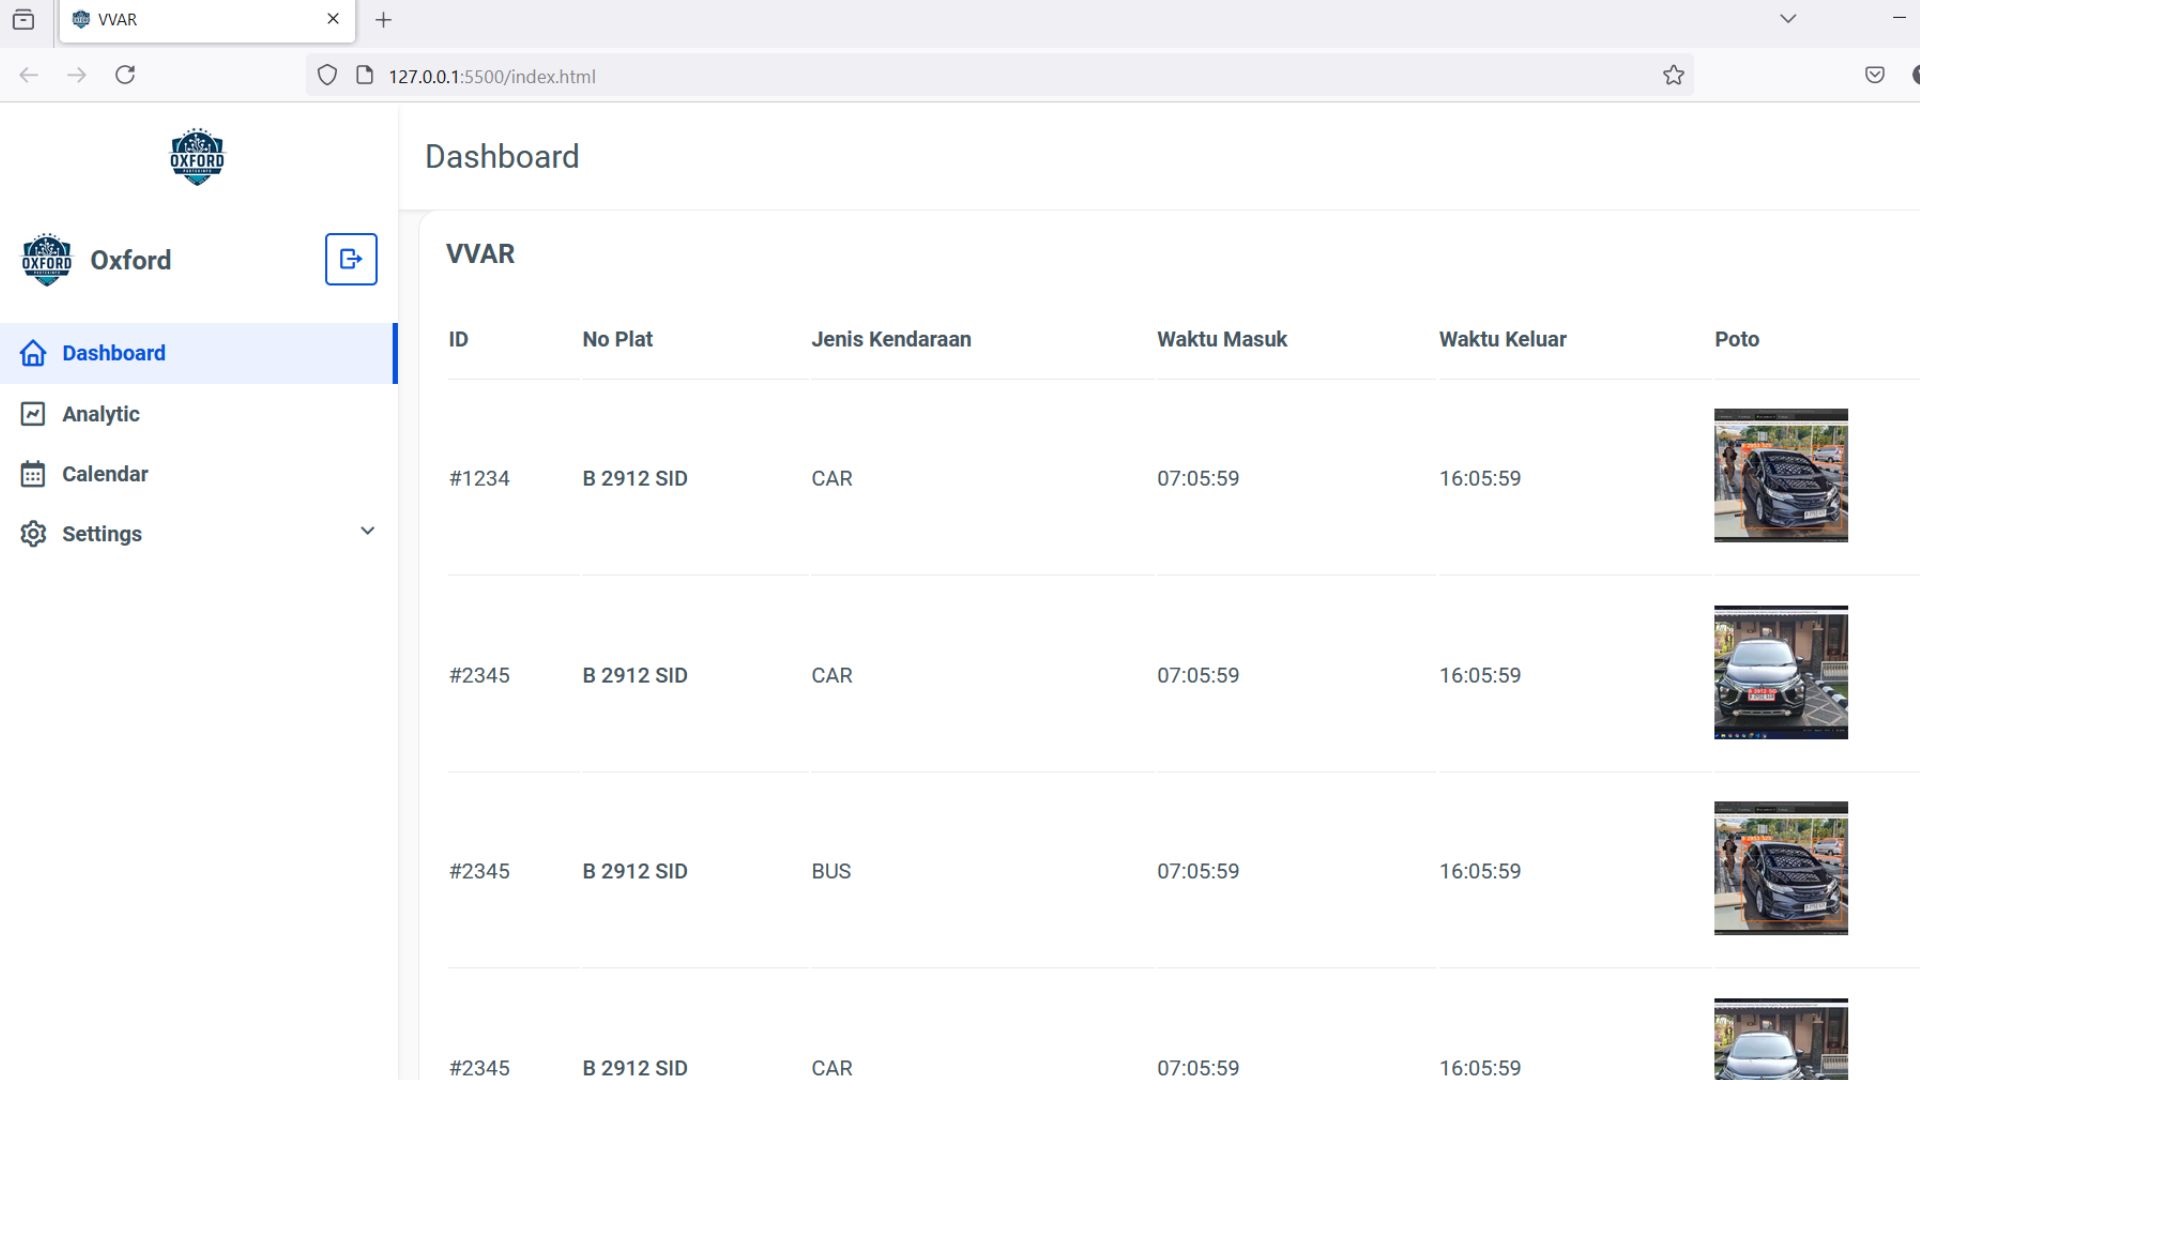 VVAR
127.0.0.1:5500/index.html
OXFORD
Dashboard
OXFORD
Oxford
VVAR
Dashboard
Analytic
Calendar
Settings
ID No Plat Jenis Kendaraan Waktu Masuk Waktu Keluar Poto
#1234 B 2912 SID CAR 07:05:59 16:05:59
#2345 B 2912 SID CAR 07:05:59 16:05:59
#2345 B 2912 SID BUS 07:05:59 16:05:59
#2345 B 2912 SID CAR 07:05:59 16:05:59